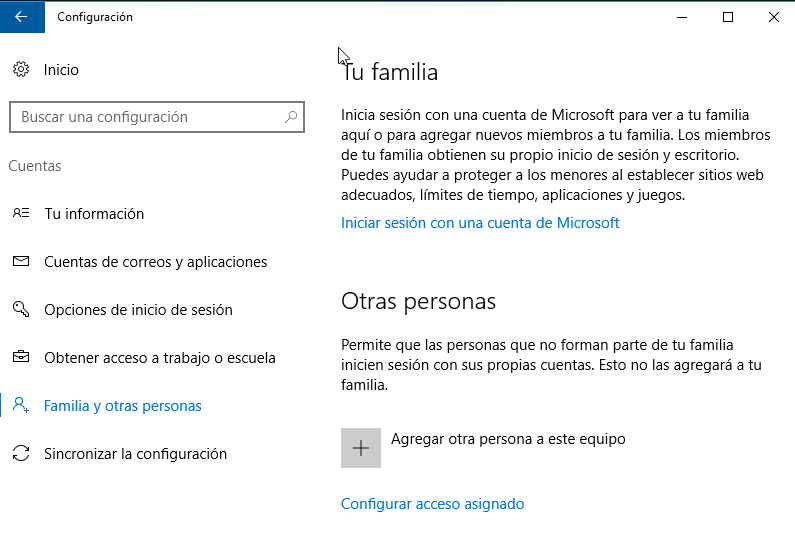 Configuración
Inicio
Buscar una configuración
Cuentas
Tu información
Cuentas de correos y aplicaciones
Opciones de inicio de sesión
Obtener acceso a trabajo o escuela
Familia y otras personas
Sincronizar la configuración
Tu familia
Inicia sesión con una cuenta de Microsoft para ver a tu familia
aquí o para agregar nuevos miembros a tu familia. Los miembros
de tu familia obtienen su propio inicio de sesión y escritorio.
Puedes ayudar a proteger a los menores al establecer sitios web
adecuados, límites de tiempo, aplicaciones y juegos.
Iniciar sesión con una cuenta de Microsoft
Otras personas
Permite que las personas que no forman parte de tu familia
inicien sesión con sus propias cuentas. Esto no las agregará a tu
familia.
Agregar otra persona a este equipo
Configurar acceso asignado